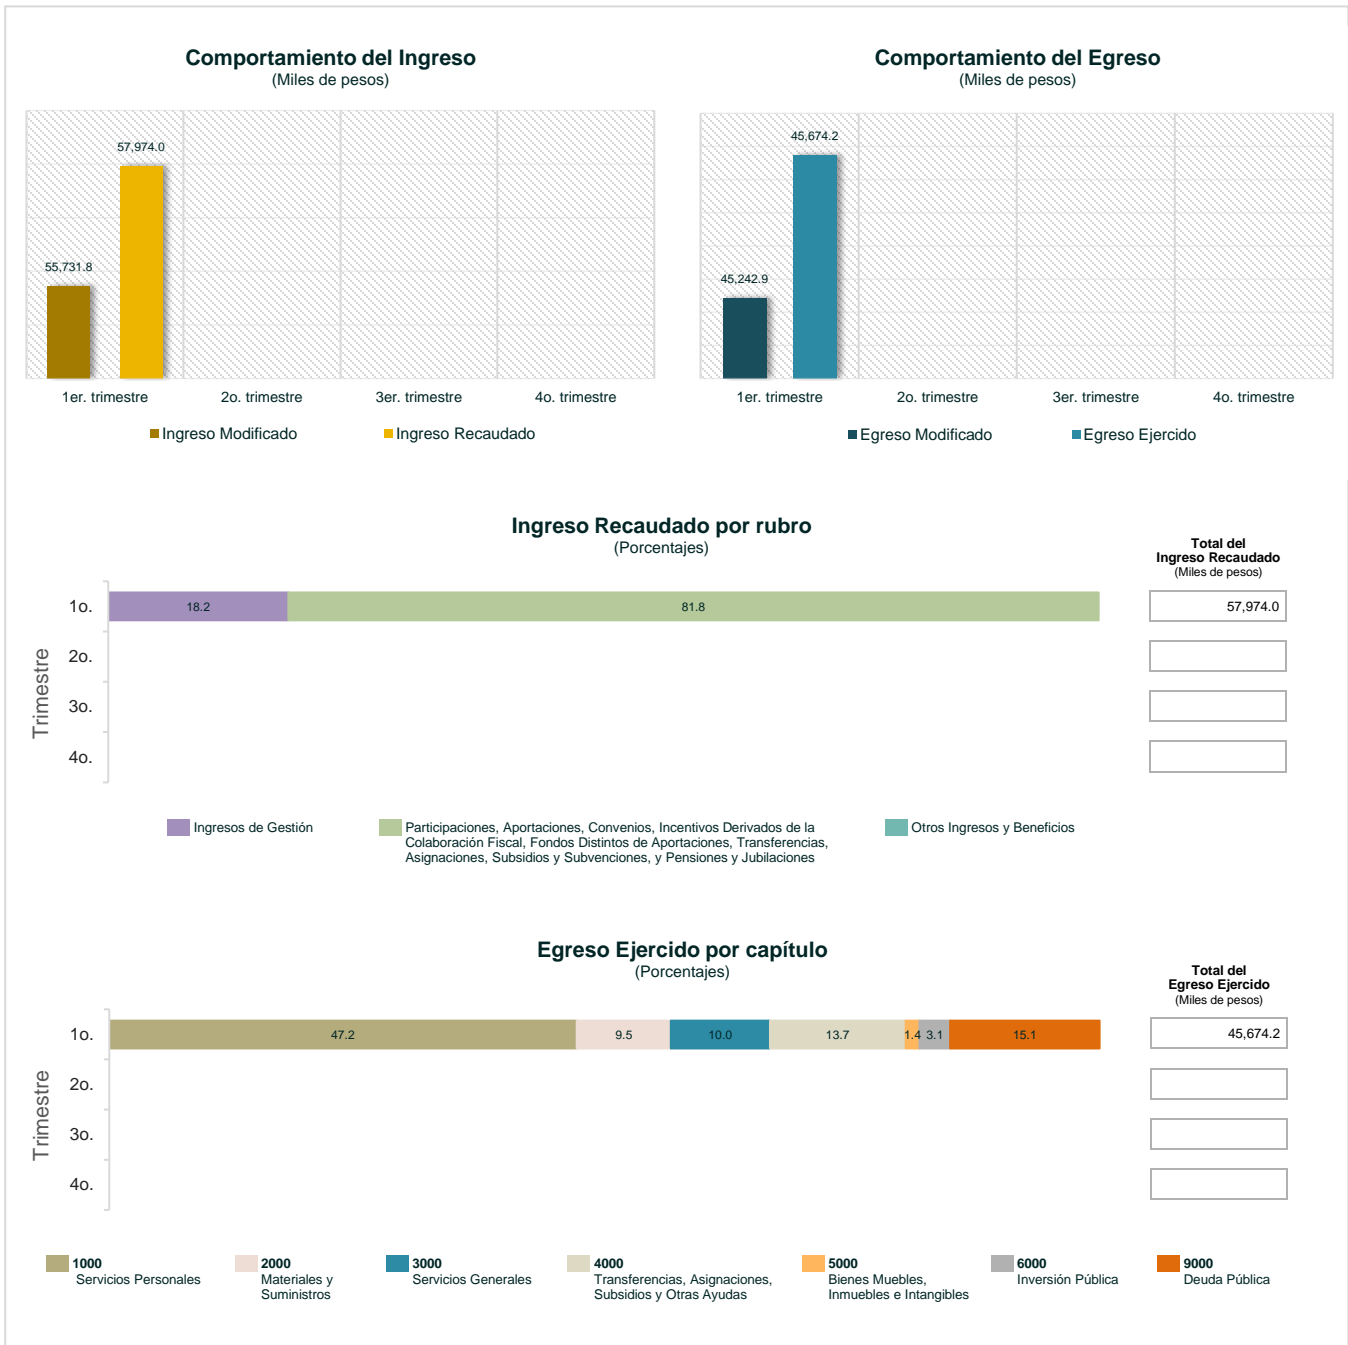 Comportamiento del Ingreso
(Miles de pesos)
57,974.0
55,731.8
1er. trimestre
2o. trimestre
3er. trimestre
4o. trimestre
Ingreso Modificado
Ingreso Recaudado
Comportamiento del Egreso
(Miles de pesos)
45,674.2
45,242.9
1er. trimestre
2o. trimestre
3er. trimestre
4o. trimestre
Egreso Modificado
Egreso Ejercido
Ingreso Recaudado por rubro
(Porcentajes)
Total del
Ingreso Recaudado
(Miles de pesos)
Trimestre
1o.
18.2
81.8
57,974.0
2o.
3o.
4o.
Ingresos de Gestión
Participaciones, Aportaciones, Convenios, Incentivos Derivados de la
Colaboración Fiscal, Fondos Distintos de Aportaciones, Transferencias,
Asignaciones, Subsidios y Subvenciones, y Pensiones y Jubilaciones
Otros Ingresos y Beneficios
Egreso Ejercido por capítulo
(Porcentajes)
Total del
Egreso Ejercido
(Miles de pesos)
Trimestre
1o.
47.2
9.5
10.0
13.7
1.4
3.1
15.1
45,674.2
2o.
3o.
4o.
1000
Servicios Personales
2000
Materiales y
Suministros
3000
Servicios Generales
4000
Transferencias, Asignaciones,
Subsidios y Otras Ayudas
5000
Bienes Muebles,
Inmuebles e Intangibles
6000
Inversión Pública
9000
Deuda Pública